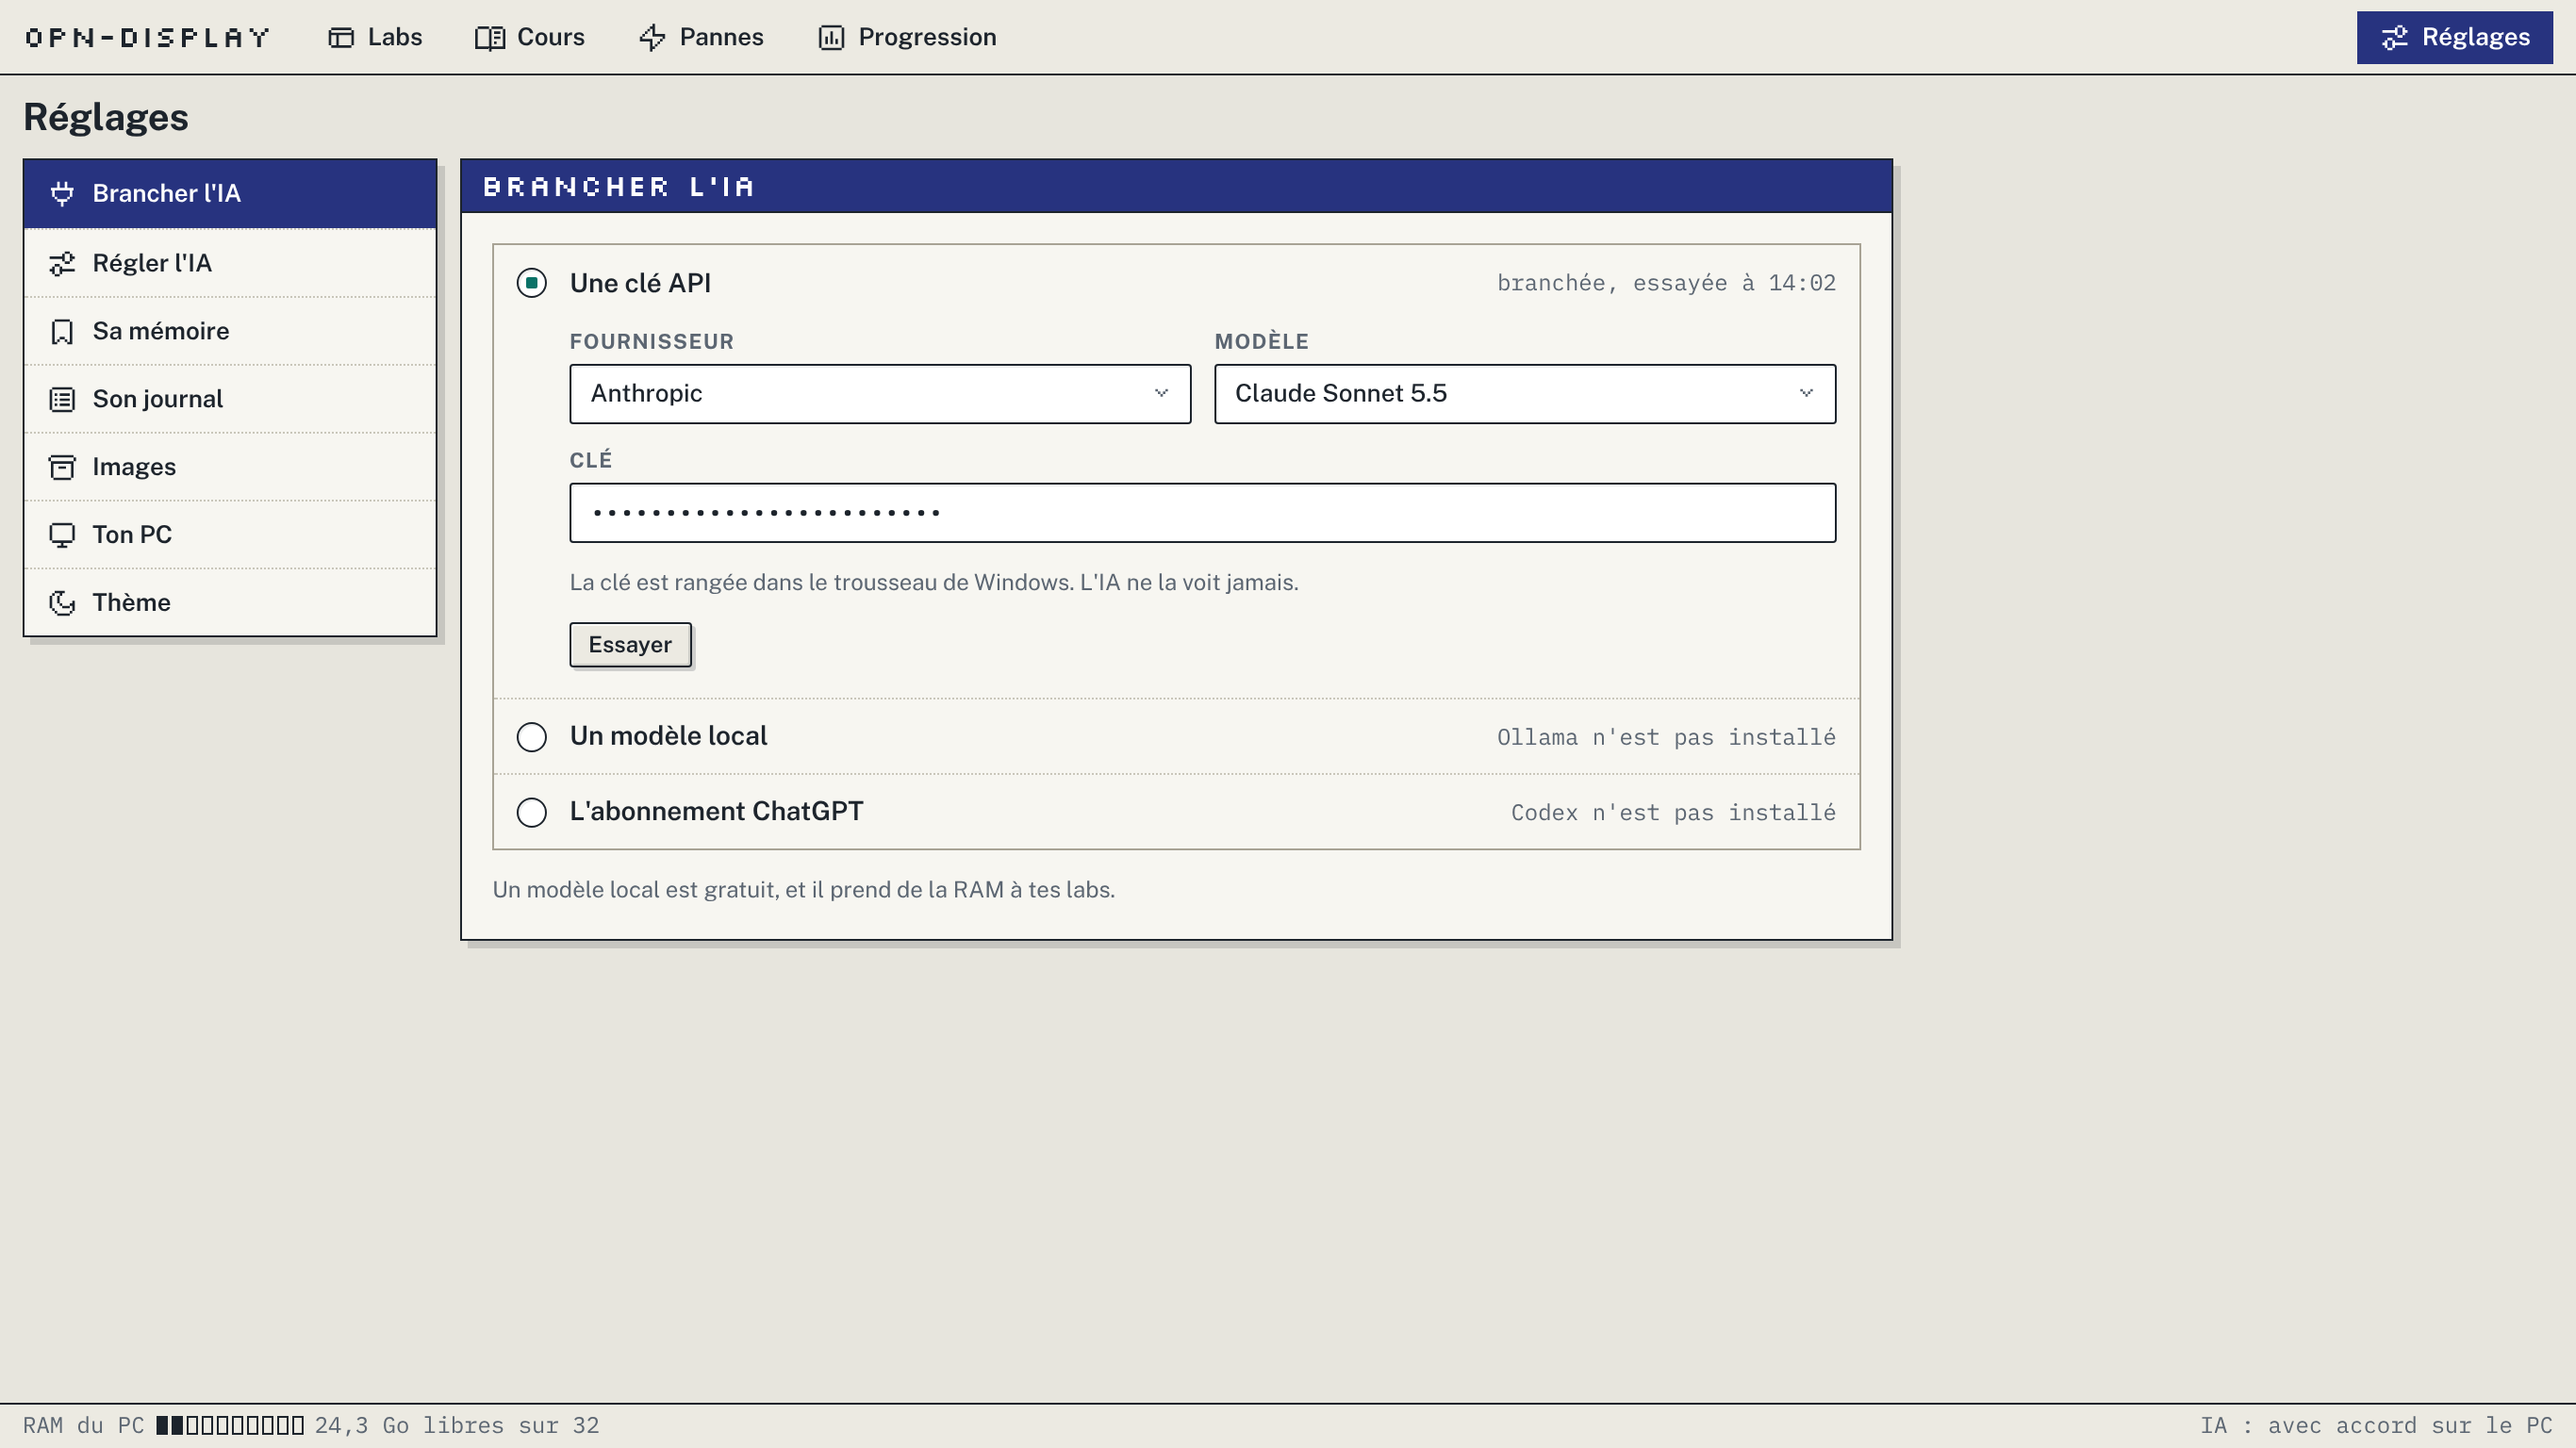 OPN-DISPLAY Labs Cours Pannes Progression Réglages
Réglages
Brancher l'IA
Régler l'IA
Sa mémoire
Son journal
Images
Ton PC
Thème
BRANCHER L'IA
Une clé API branchée, essayée à 14:02
FOURNISSEUR MODÈLE
Anthropic Claude Sonnet 5.5
CLÉ
••••••••••••••••••••••••
La clé est rangée dans le trousseau de Windows. L'IA ne la voit jamais.
Essayer
Un modèle local Ollama n'est pas installé
L'abonnement ChatGPT Codex n'est pas installé
Un modèle local est gratuit, et il prend de la RAM à tes labs.
RAM du PC 24,3 Go libres sur 32 IA : avec accord sur le PC